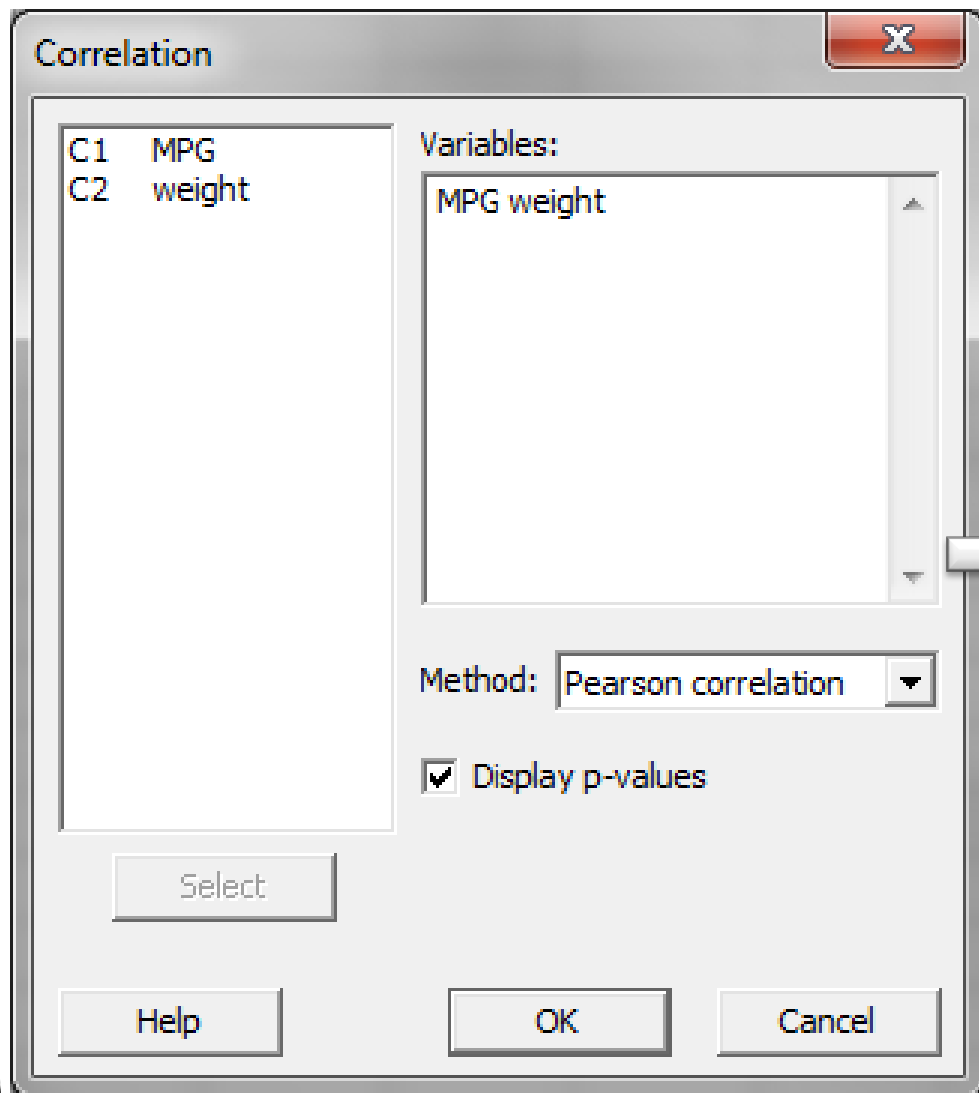 Correlation
C1 MPG
C2 weight
Variables:
MPG weight
Method: Pearson correlation
Display p-values
Select
Help OK Cancel